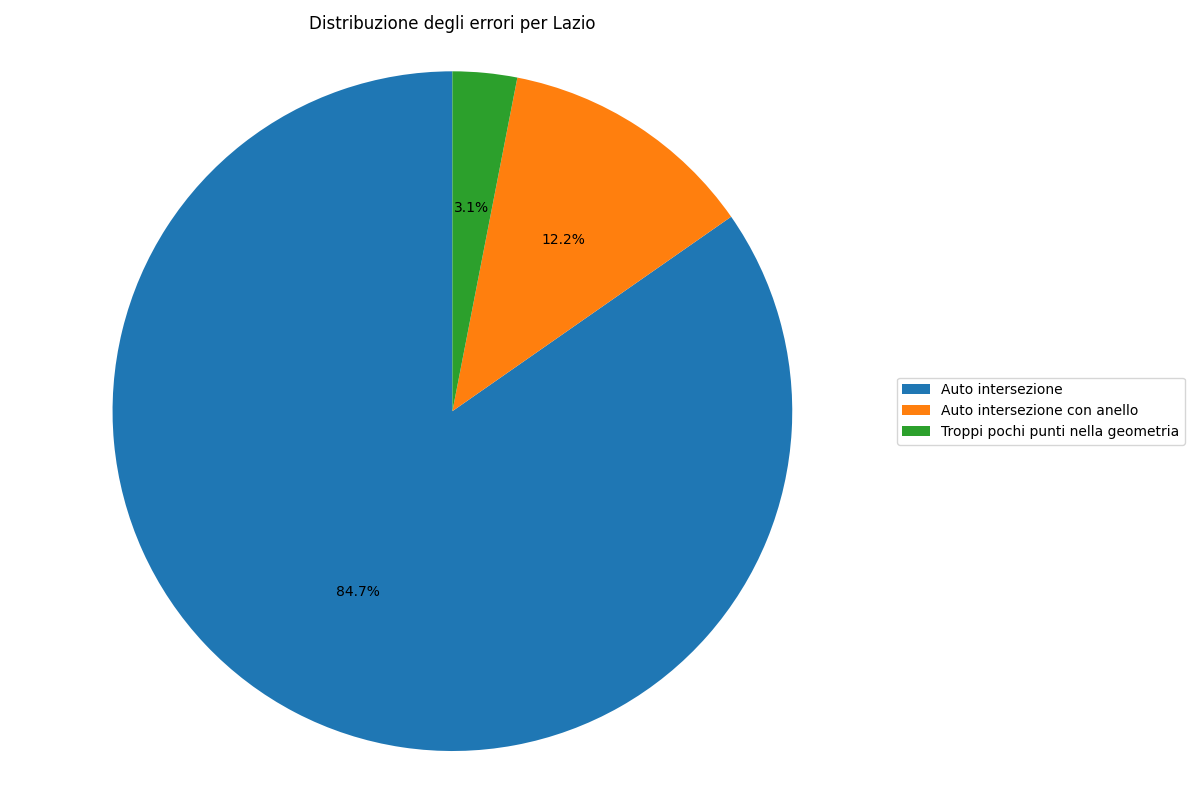 Distribuzione degli errori per Lazio
3.1%
12.2%
84.7%
Auto intersezione
Auto intersezione con anello
Troppi pochi punti nella geometria